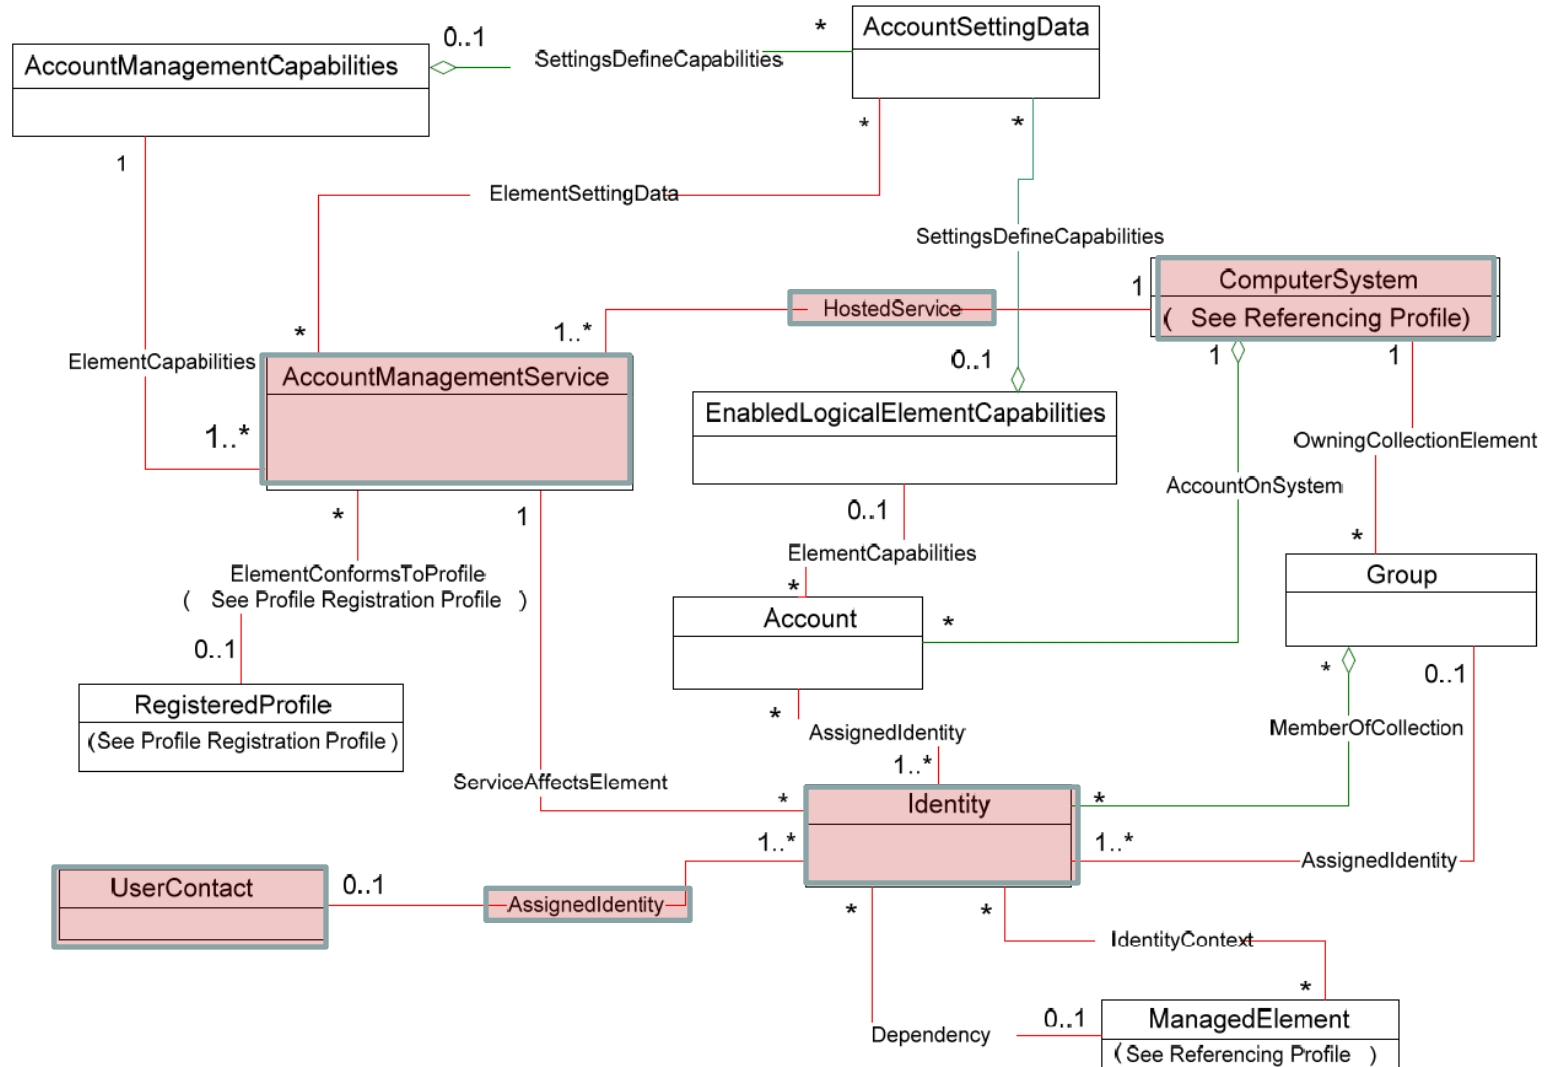 0..1
*
AccountSettingData
AccountManagementCapabilities
SettingsDefineCapabilities
*
*
1
ElementSettingData
SettingsDefineCapabilities
ComputerSystem
( See Referencing Profile)
1
HostedService
*
1..*
ElementCapabilities
0..1
1
1
AccountManagementService
EnabledLogicalElementCapabilities
1..*
OwningCollectionElement
AccountOnSystem
*
1
0..1
*
ElementCapabilities
Group
ElementConformsToProfile
( See Profile Registration Profile )
*
Account
*
0..1
*
0..1
RegisteredProfile
(See Profile Registration Profile)
*
MemberOfCollection
AssignedIdentity
1..*
ServiceAffectsElement
*
Identity
*
1..*
1..*
AssignedIdentity
UserContact
0..1
AssignedIdentity
*
*
IdentityContext
*
Dependency
0..1
ManagedElement
(See Referencing Profile )